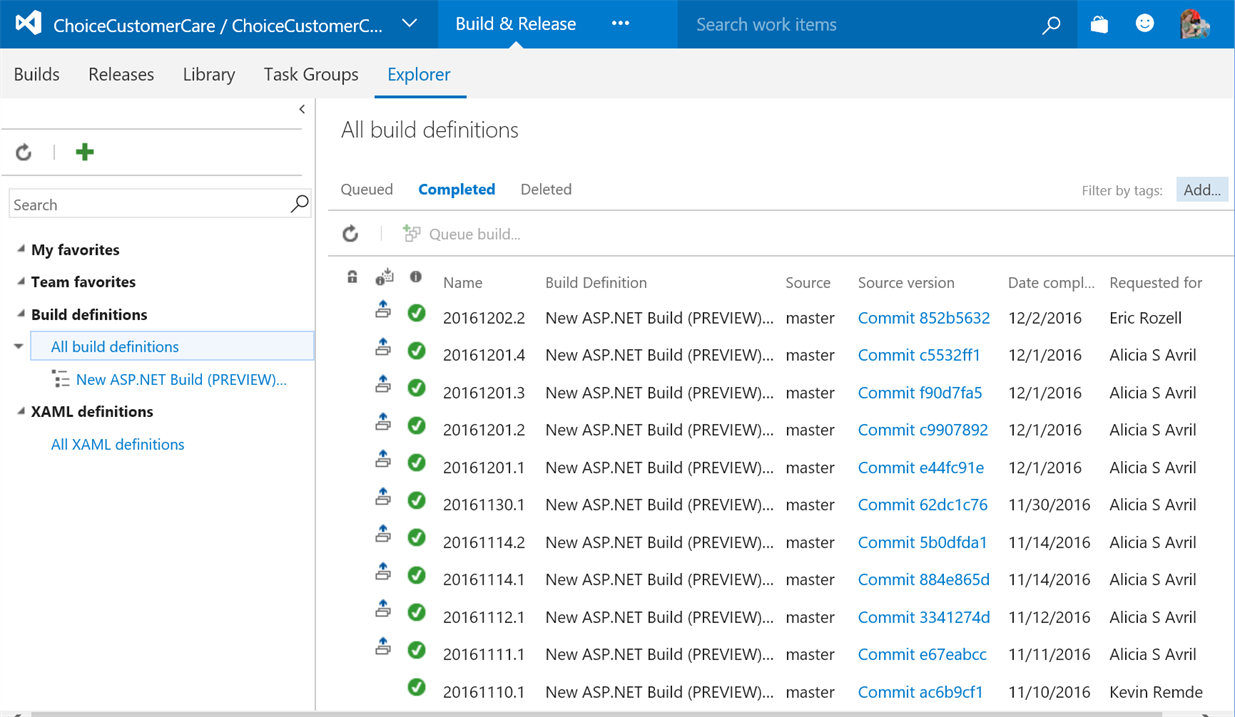 ChoiceCustomerCare / ChoiceCustomerC... Build & Release ... Search work items
Builds Releases Library Task Groups Explorer
All build definitions
Queued Completed Deleted Filter by tags: Add...
Search
Queue build...
My favorites
Team favorites
Build definitions
All build definitions
New ASP.NET Build (PREVIEW)...
XAML definitions
All XAML definitions
Name Build Definition Source Source version Date compl... Requested for
20161202.2 New ASP.NET Build (PREVIEW)... master Commit 852b5632 12/2/2016 Eric Rozell
20161201.4 New ASP.NET Build (PREVIEW)... master Commit c5532ff1 12/1/2016 Alicia S Avril
20161201.3 New ASP.NET Build (PREVIEW)... master Commit f90d7fa5 12/1/2016 Alicia S Avril
20161201.2 New ASP.NET Build (PREVIEW)... master Commit c9907892 12/1/2016 Alicia S Avril
20161201.1 New ASP.NET Build (PREVIEW)... master Commit e44fc91e 12/1/2016 Alicia S Avril
20161130.1 New ASP.NET Build (PREVIEW)... master Commit 62dc1c76 11/30/2016 Alicia S Avril
20161114.2 New ASP.NET Build (PREVIEW)... master Commit 5b0dfda1 11/14/2016 Alicia S Avril
20161114.1 New ASP.NET Build (PREVIEW)... master Commit 884e865d 11/14/2016 Alicia S Avril
20161112.1 New ASP.NET Build (PREVIEW)... master Commit 3341274d 11/12/2016 Alicia S Avril
20161111.1 New ASP.NET Build (PREVIEW)... master Commit e67eabcc 11/11/2016 Alicia S Avril
20161110.1 New ASP.NET Build (PREVIEW)... master Commit ac6b9cf1 11/10/2016 Kevin Remde